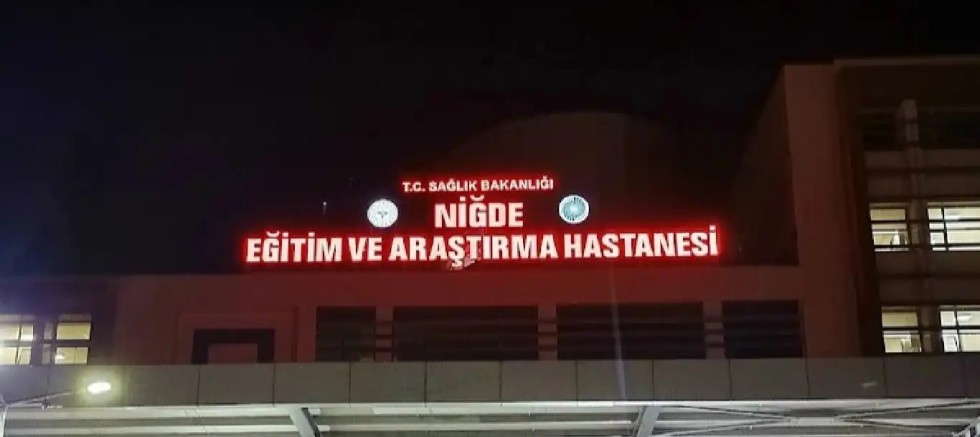 T.C. SAĞLIK BAKANLIĞI
NİĞDE
EĞİTİM VE ARAŞTIRMA HASTANESİ